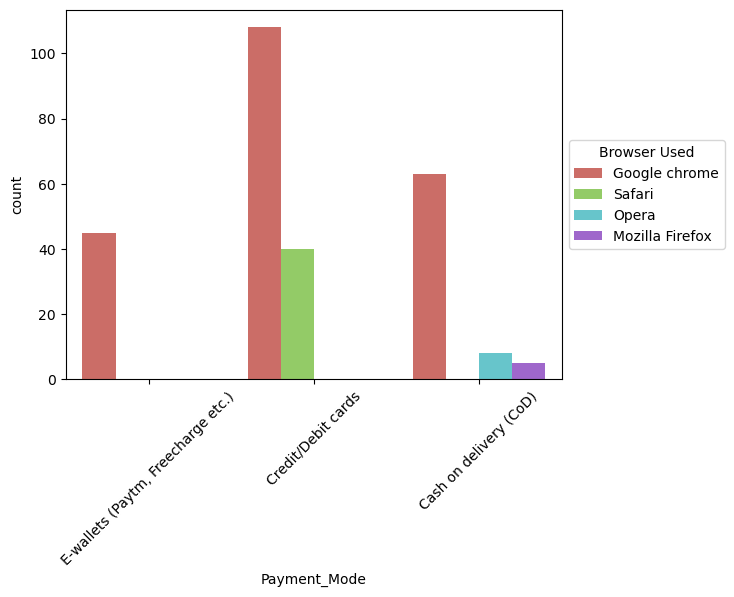 100
80
60
40
20
0
count
E-wallets (Paytm, Freecharge etc.)
Credit/Debit cards
Cash on delivery (CoD)
Payment_Mode
Browser Used
Google chrome
Safari
Opera
Mozilla Firefox